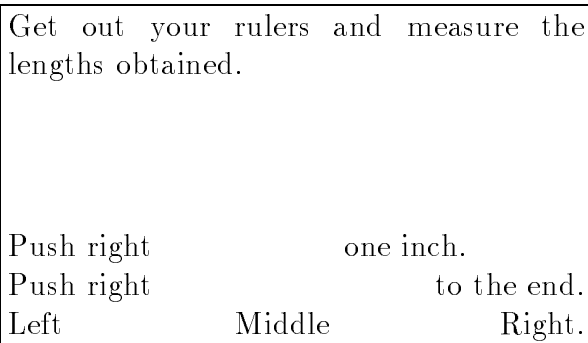 Get out your rulers and measure the
lengths obtained.
Push right one inch.
Push right to the end.
Left Middle Right.